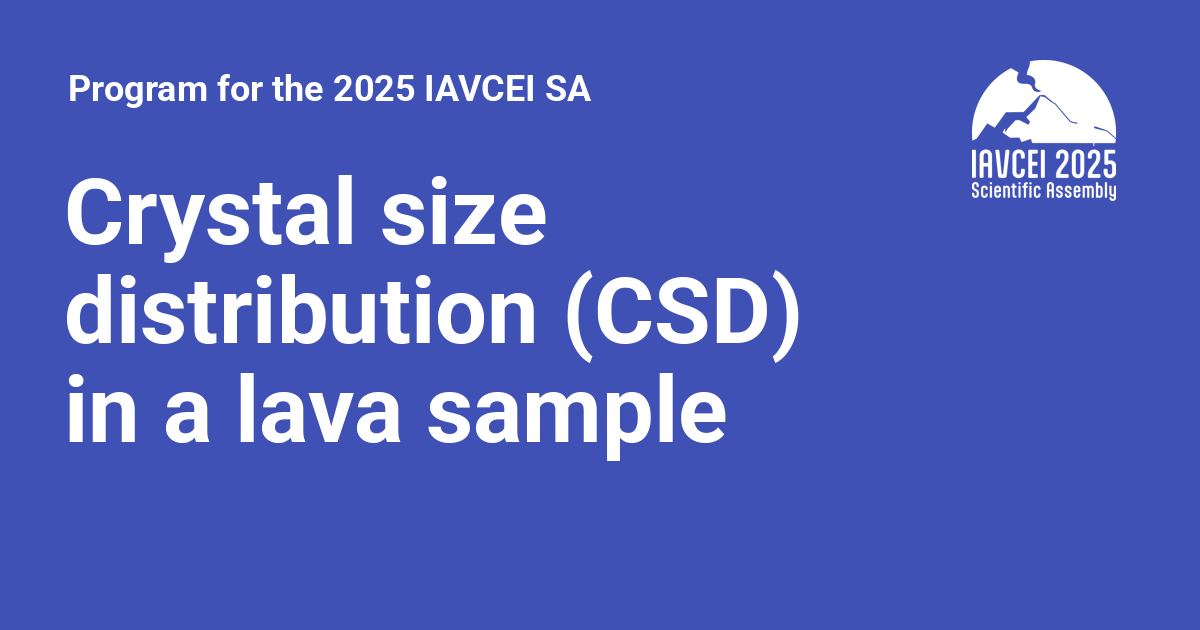 Program for the 2025 IAVCEI SA
IAVCEI 2025
Scientific Assembly
Crystal size
distribution (CSD)
in a lava sample